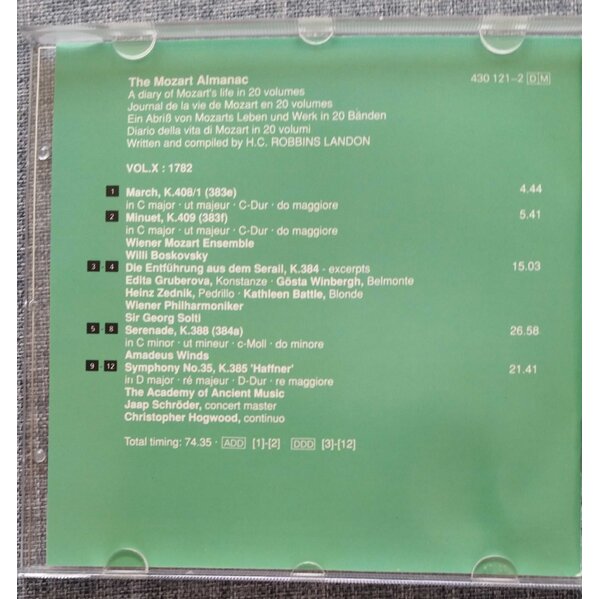 The Mozart Almanac 430 121-2 DM
A diary of Mozart's life in 20 volumes
Journal de la vie de Mozart en 20 volumes
Ein Abriß von Mozarts Leben und Werk in 20 Bänden
Diario della vita di Mozart in 20 volumi
Written and compiled by H.C. ROBBINS LANDON
VOL.X : 1782
1 March, K.408/1 (383e) 4.44
in C major · ut majeur · C-Dur · do maggiore
2 Minuet, K.409 (383f) 5.41
in C major · ut majeur · C-Dur · do maggiore
Wiener Mozart Ensemble
Willi Boskovsky
3 - 4 Die Entführung aus dem Serail, K.384 - excerpts 15.03
Edita Gruberova, Konstanze · Gösta Winbergh, Belmonte
Heinz Zednik, Pedrillo · Kathleen Battle, Blonde
Wiener Philharmoniker
Sir Georg Solti
5 - 8 Serenade, K.388 (384a) 26.58
in C minor · ut mineur · c-Moll · do minore
Amadeus Winds
9 - 12 Symphony No.35, K.385 'Haffner' 21.41
in D major · ré majeur · D-Dur · re maggiore
The Academy of Ancient Music
Jaap Schröder, concert master
Christopher Hogwood, continuo
Total timing: 74.35 · ADD [1]-[2] DDD [3]-[12]